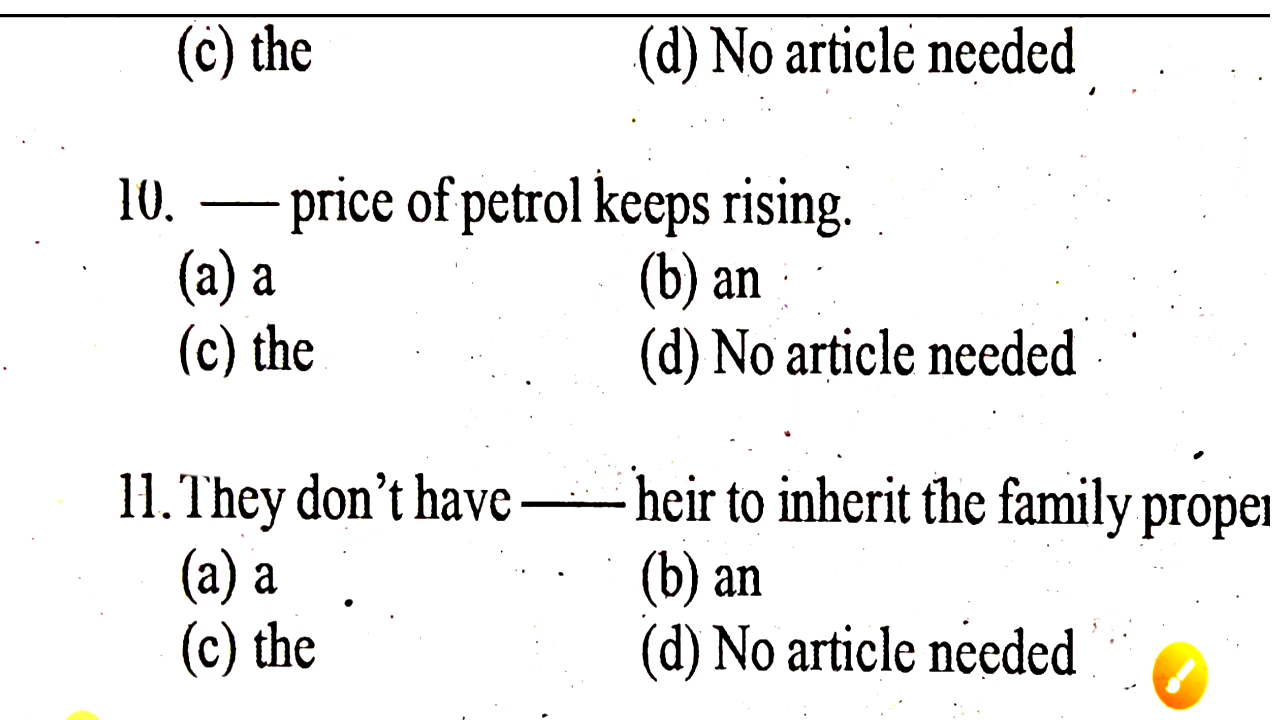 (c) the (d) No article needed
10. — price of petrol keeps rising.
(a) a (b) an
(c) the (d) No article needed
11. They don't have — heir to inherit the family
(a) a (b) an
(c) the (d) No article needed